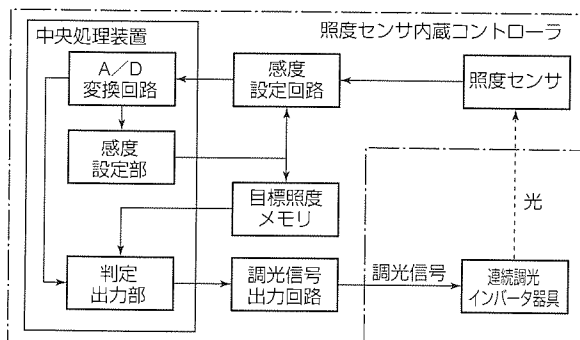 照度センサ内蔵コントローラ
中央処理装置
A/D
変換回路
感度
設定回路
照度センサ
感度
設定部
目標照度
メモリ
光
判定
出力部
調光信号
出力回路
調光信号
連続調光
インバータ器具